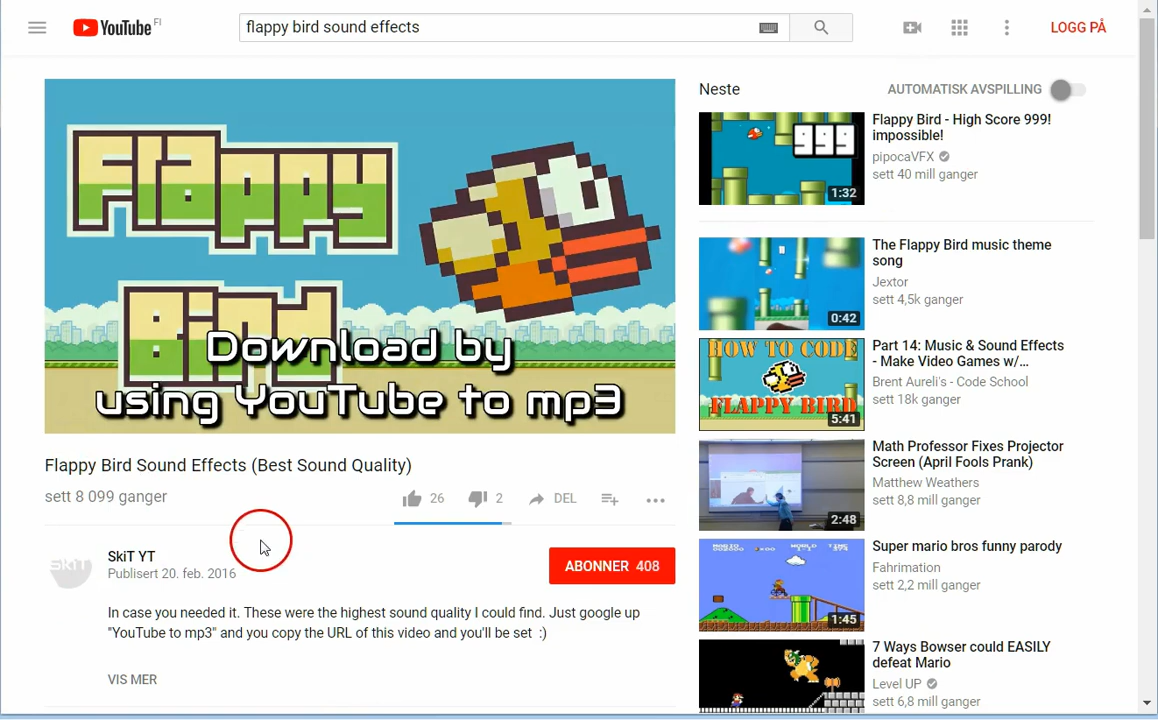 YouTube FI
flappy bird sound effects
LOGG PÅ
Flappy
Bird
Download by
using YouTube to mp3
Flappy Bird Sound Effects (Best Sound Quality)
sett 8 099 ganger
26
2
DEL
SkiT
SkiT YT
Publisert 20. feb. 2016
ABONNER 408
In case you needed it. These were the highest sound quality I could find. Just google up
"YouTube to mp3" and you copy the URL of this video and you'll be set :)
VIS MER
Neste
AUTOMATISK AVSPILLING
999
1:32
Flappy Bird - High Score 999!
impossible!
pipocaVFX
sett 40 mill ganger
0:42
The Flappy Bird music theme
song
Jextor
sett 4,5k ganger
HOW TO CODE
FLAPPY BIRD
5:41
Part 14: Music & Sound Effects
- Make Video Games w/...
Brent Aureli's - Code School
sett 18k ganger
2:48
Math Professor Fixes Projector
Screen (April Fools Prank)
Matthew Weathers
sett 8,8 mill ganger
MARIO WORLD TIME
1:45
Super mario bros funny parody
Fahrimation
sett 2,2 mill ganger
7 Ways Bowser could EASILY
defeat Mario
Level UP
sett 6,8 mill ganger